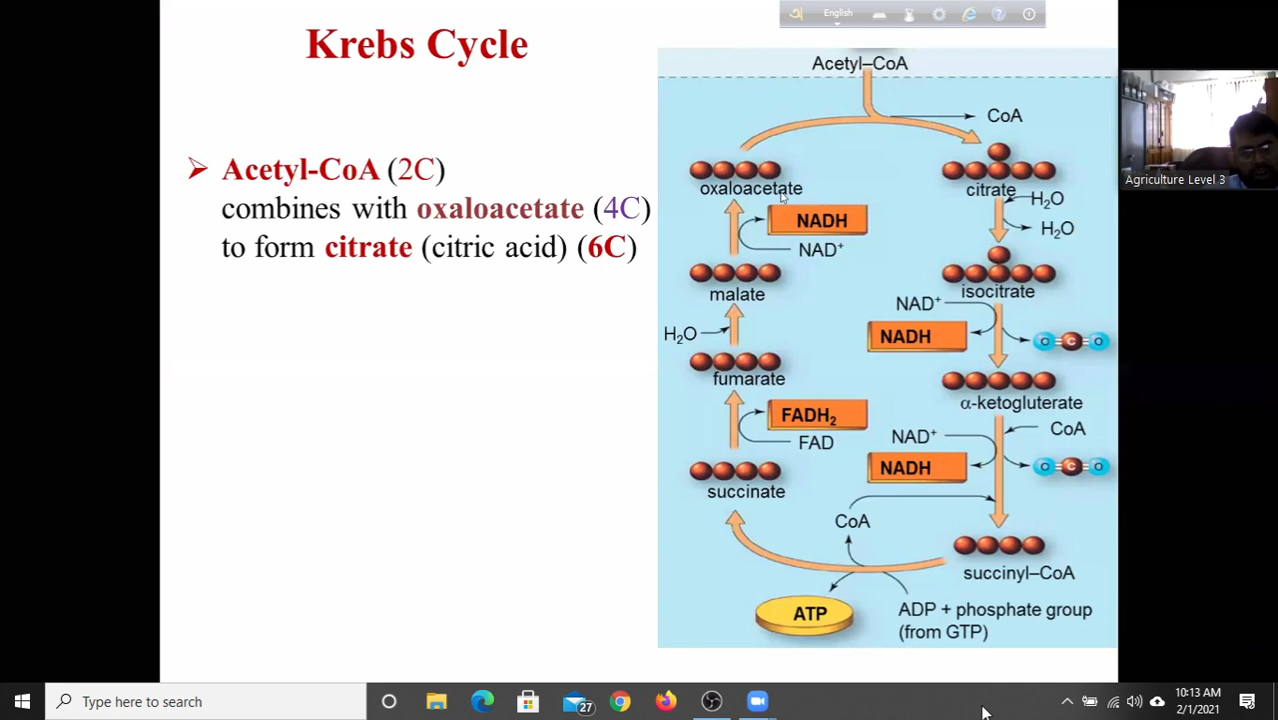 অ
English
Krebs Cycle
➢ Acetyl-CoA (2C)
combines with oxaloacetate (4C)
to form citrate (citric acid) (6C)
Acetyl–CoA
CoA
oxaloacetate
citrate
H₂O
H₂O
NADH
NAD⁺
malate
isocitrate
NAD⁺
NADH
O=C=O
H₂O
fumarate
α-ketogluterate
FADH₂
FAD
CoA
NAD⁺
NADH
O=C=O
succinate
CoA
succinyl–CoA
ATP
ADP + phosphate group
(from GTP)
Agriculture Level 3
Type here to search
27
10:13 AM
2/1/2021